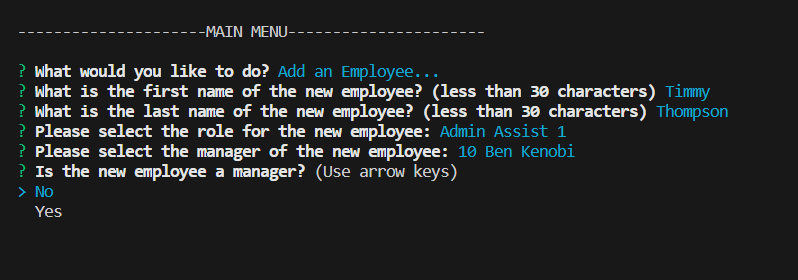 ---------------------MAIN MENU----------------------
? What would you like to do? Add an Employee...
? What is the first name of the new employee? (less than 30 characters) Timmy
? What is the last name of the new employee? (less than 30 characters) Thompson
? Please select the role for the new employee: Admin Assist 1
? Please select the manager of the new employee: 10 Ben Kenobi
? Is the new employee a manager? (Use arrow keys)
> No
Yes